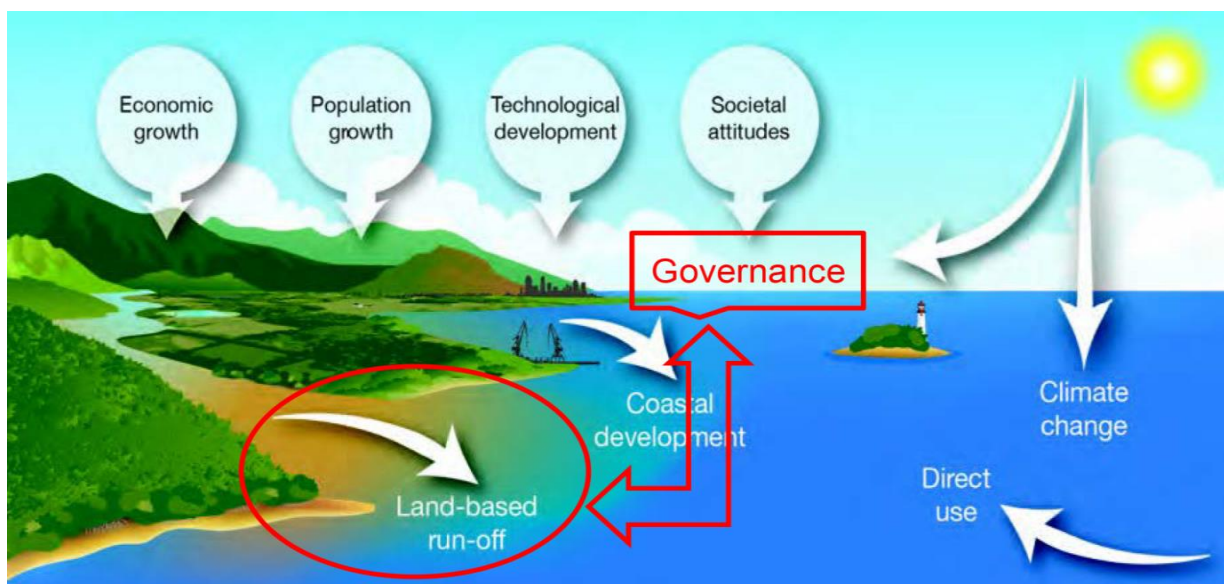 Economic
growth
Population
growth
Technological
development
Societal
attitudes
Governance
Coastal
development
Climate
change
Land-based
run-off
Direct
use